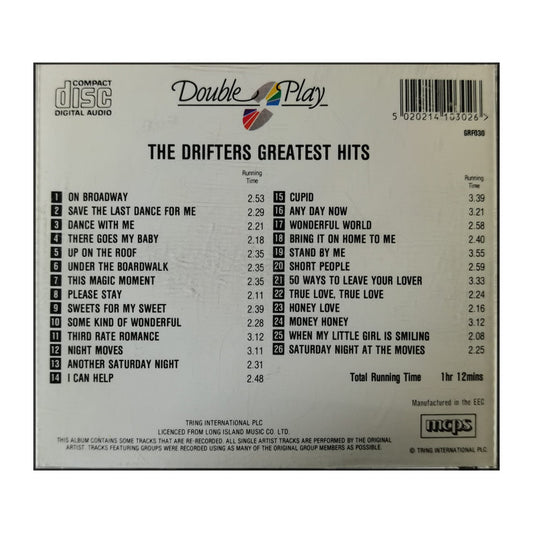 COMPACT
disc
DIGITAL AUDIO
Double Play
5 020214 103026 >
GRF030
THE DRIFTERS GREATEST HITS
Running
Time
1 ON BROADWAY 2.53
2 SAVE THE LAST DANCE FOR ME 2.29
3 DANCE WITH ME 2.21
4 THERE GOES MY BABY 2.18
5 UP ON THE ROOF 2.35
6 UNDER THE BOARDWALK 2.35
7 THIS MAGIC MOMENT 2.35
8 PLEASE STAY 2.11
9 SWEETS FOR MY SWEET 2.39
10 SOME KIND OF WONDERFUL 2.28
11 THIRD RATE ROMANCE 3.12
12 NIGHT MOVES 3.11
13 ANOTHER SATURDAY NIGHT 2.31
14 I CAN HELP 2.48
Running
Time
15 CUPID 3.39
16 ANY DAY NOW 3.21
17 WONDERFUL WORLD 2.58
18 BRING IT ON HOME TO ME 2.40
19 STAND BY ME 3.55
20 SHORT PEOPLE 2.59
21 50 WAYS TO LEAVE YOUR LOVER 3.33
22 TRUE LOVE, TRUE LOVE 2.24
23 HONEY LOVE 2.16
24 MONEY HONEY 3.12
25 WHEN MY LITTLE GIRL IS SMILING 2.08
26 SATURDAY NIGHT AT THE MOVIES 2.25
Total Running Time 1hr 12mins
Manufactured in the EEC
mcps
© TRING INTERNATIONAL PLC.
TRING INTERNATIONAL PLC
LICENCED FROM LONG ISLAND MUSIC CO. LTD.
THIS ALBUM CONTAINS SOME TRACKS THAT ARE RE-RECORDED. ALL SINGLE ARTIST TRACKS ARE PERFORMED BY THE ORIGINAL
ARTIST. TRACKS FEATURING GROUPS WERE RECORDED USING AS MANY OF THE ORIGINAL GROUP MEMBERS AS POSSIBLE.